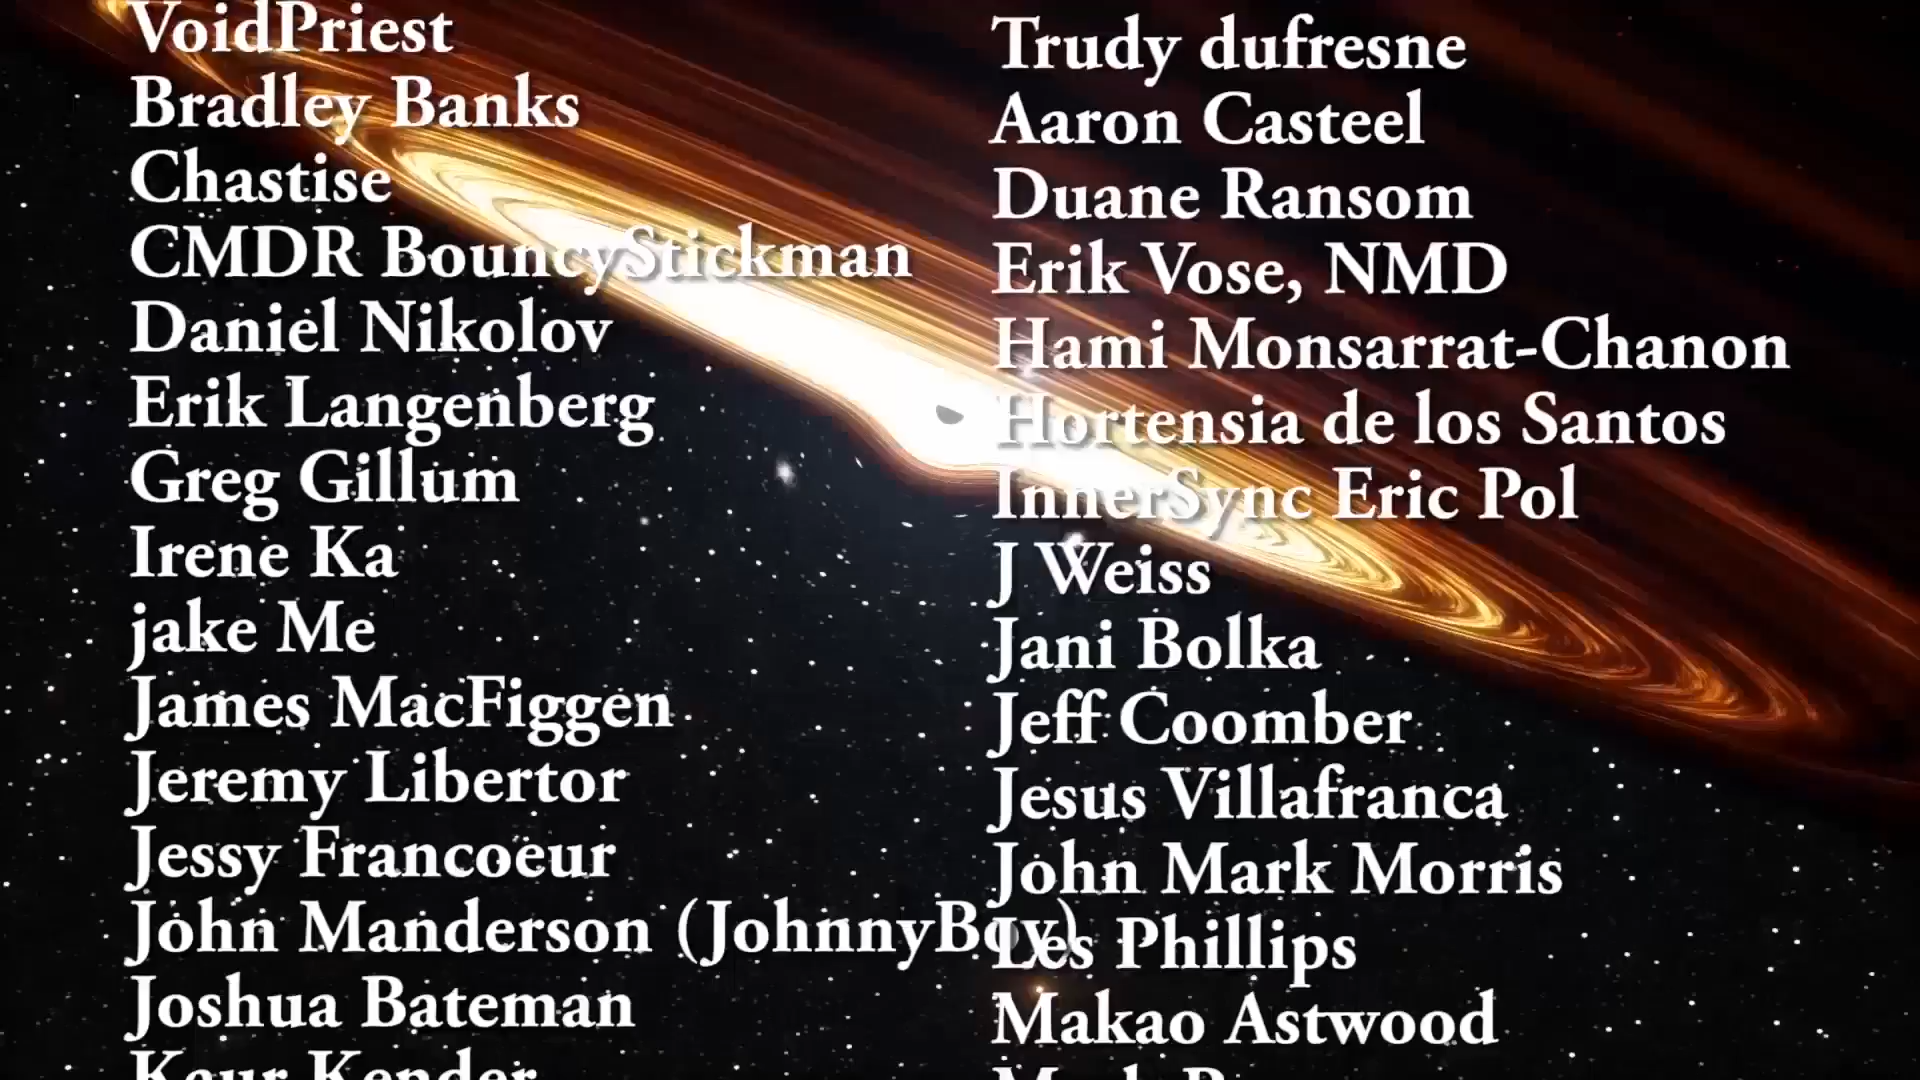 VoidPriest
Bradley Banks
Chastise
CMDR BouncyStickman
Daniel Nikolov
Erik Langenberg
Greg Gillum
Irene Ka
jake Me
James MacFiggen
Jeremy Libertor
Jessy Francoeur
John Manderson (JohnnyBoy)
Joshua Bateman
Kaur Kender
Trudy dufresne
Aaron Casteel
Duane Ransom
Erik Vose, NMD
Hami Monsarrat-Chanon
Hortensia de los Santos
InnerSync Eric Pol
J Weiss
Jani Bolka
Jeff Coomber
Jesus Villafranca
John Mark Morris
Les Phillips
Makao Astwood